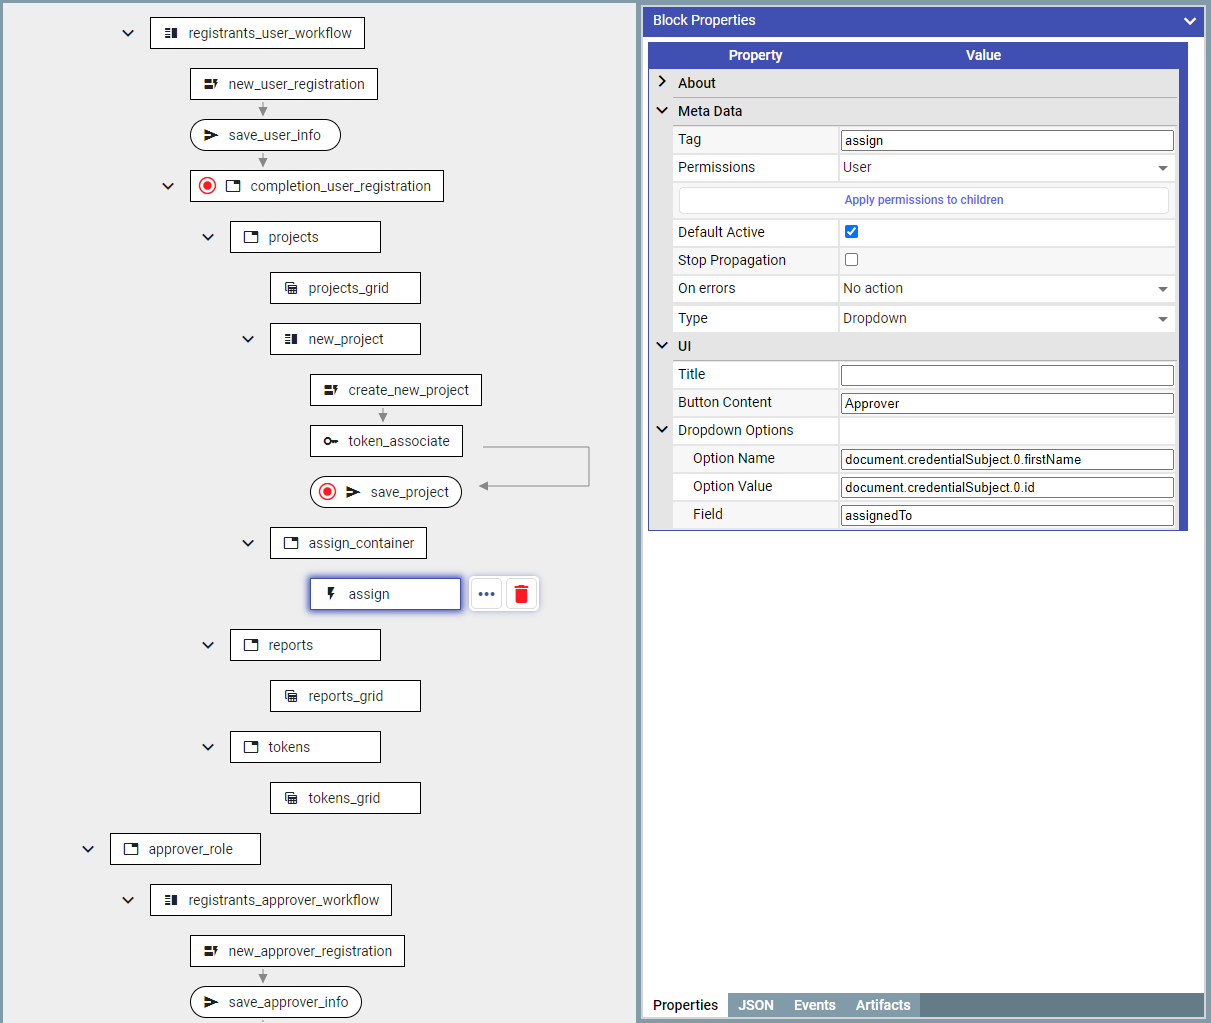 registrants_user_workflow
new_user_registration
save_user_info
completion_user_registration
projects
projects_grid
new_project
create_new_project
token_associate
save_project
assign_container
assign
reports
reports_grid
tokens
tokens_grid
approver_role
registrants_approver_workflow
new_approver_registration
save_approver_info
Block Properties
Property Value
About
Meta Data
Tag assign
Permissions User
Apply permissions to children
Default Active
Stop Propagation
On errors No action
Type Dropdown
UI
Title
Button Content Approver
Dropdown Options
Option Name document.credentialSubject.0.firstName
Option Value document.credentialSubject.0.id
Field assignedTo
Properties JSON Events Artifacts